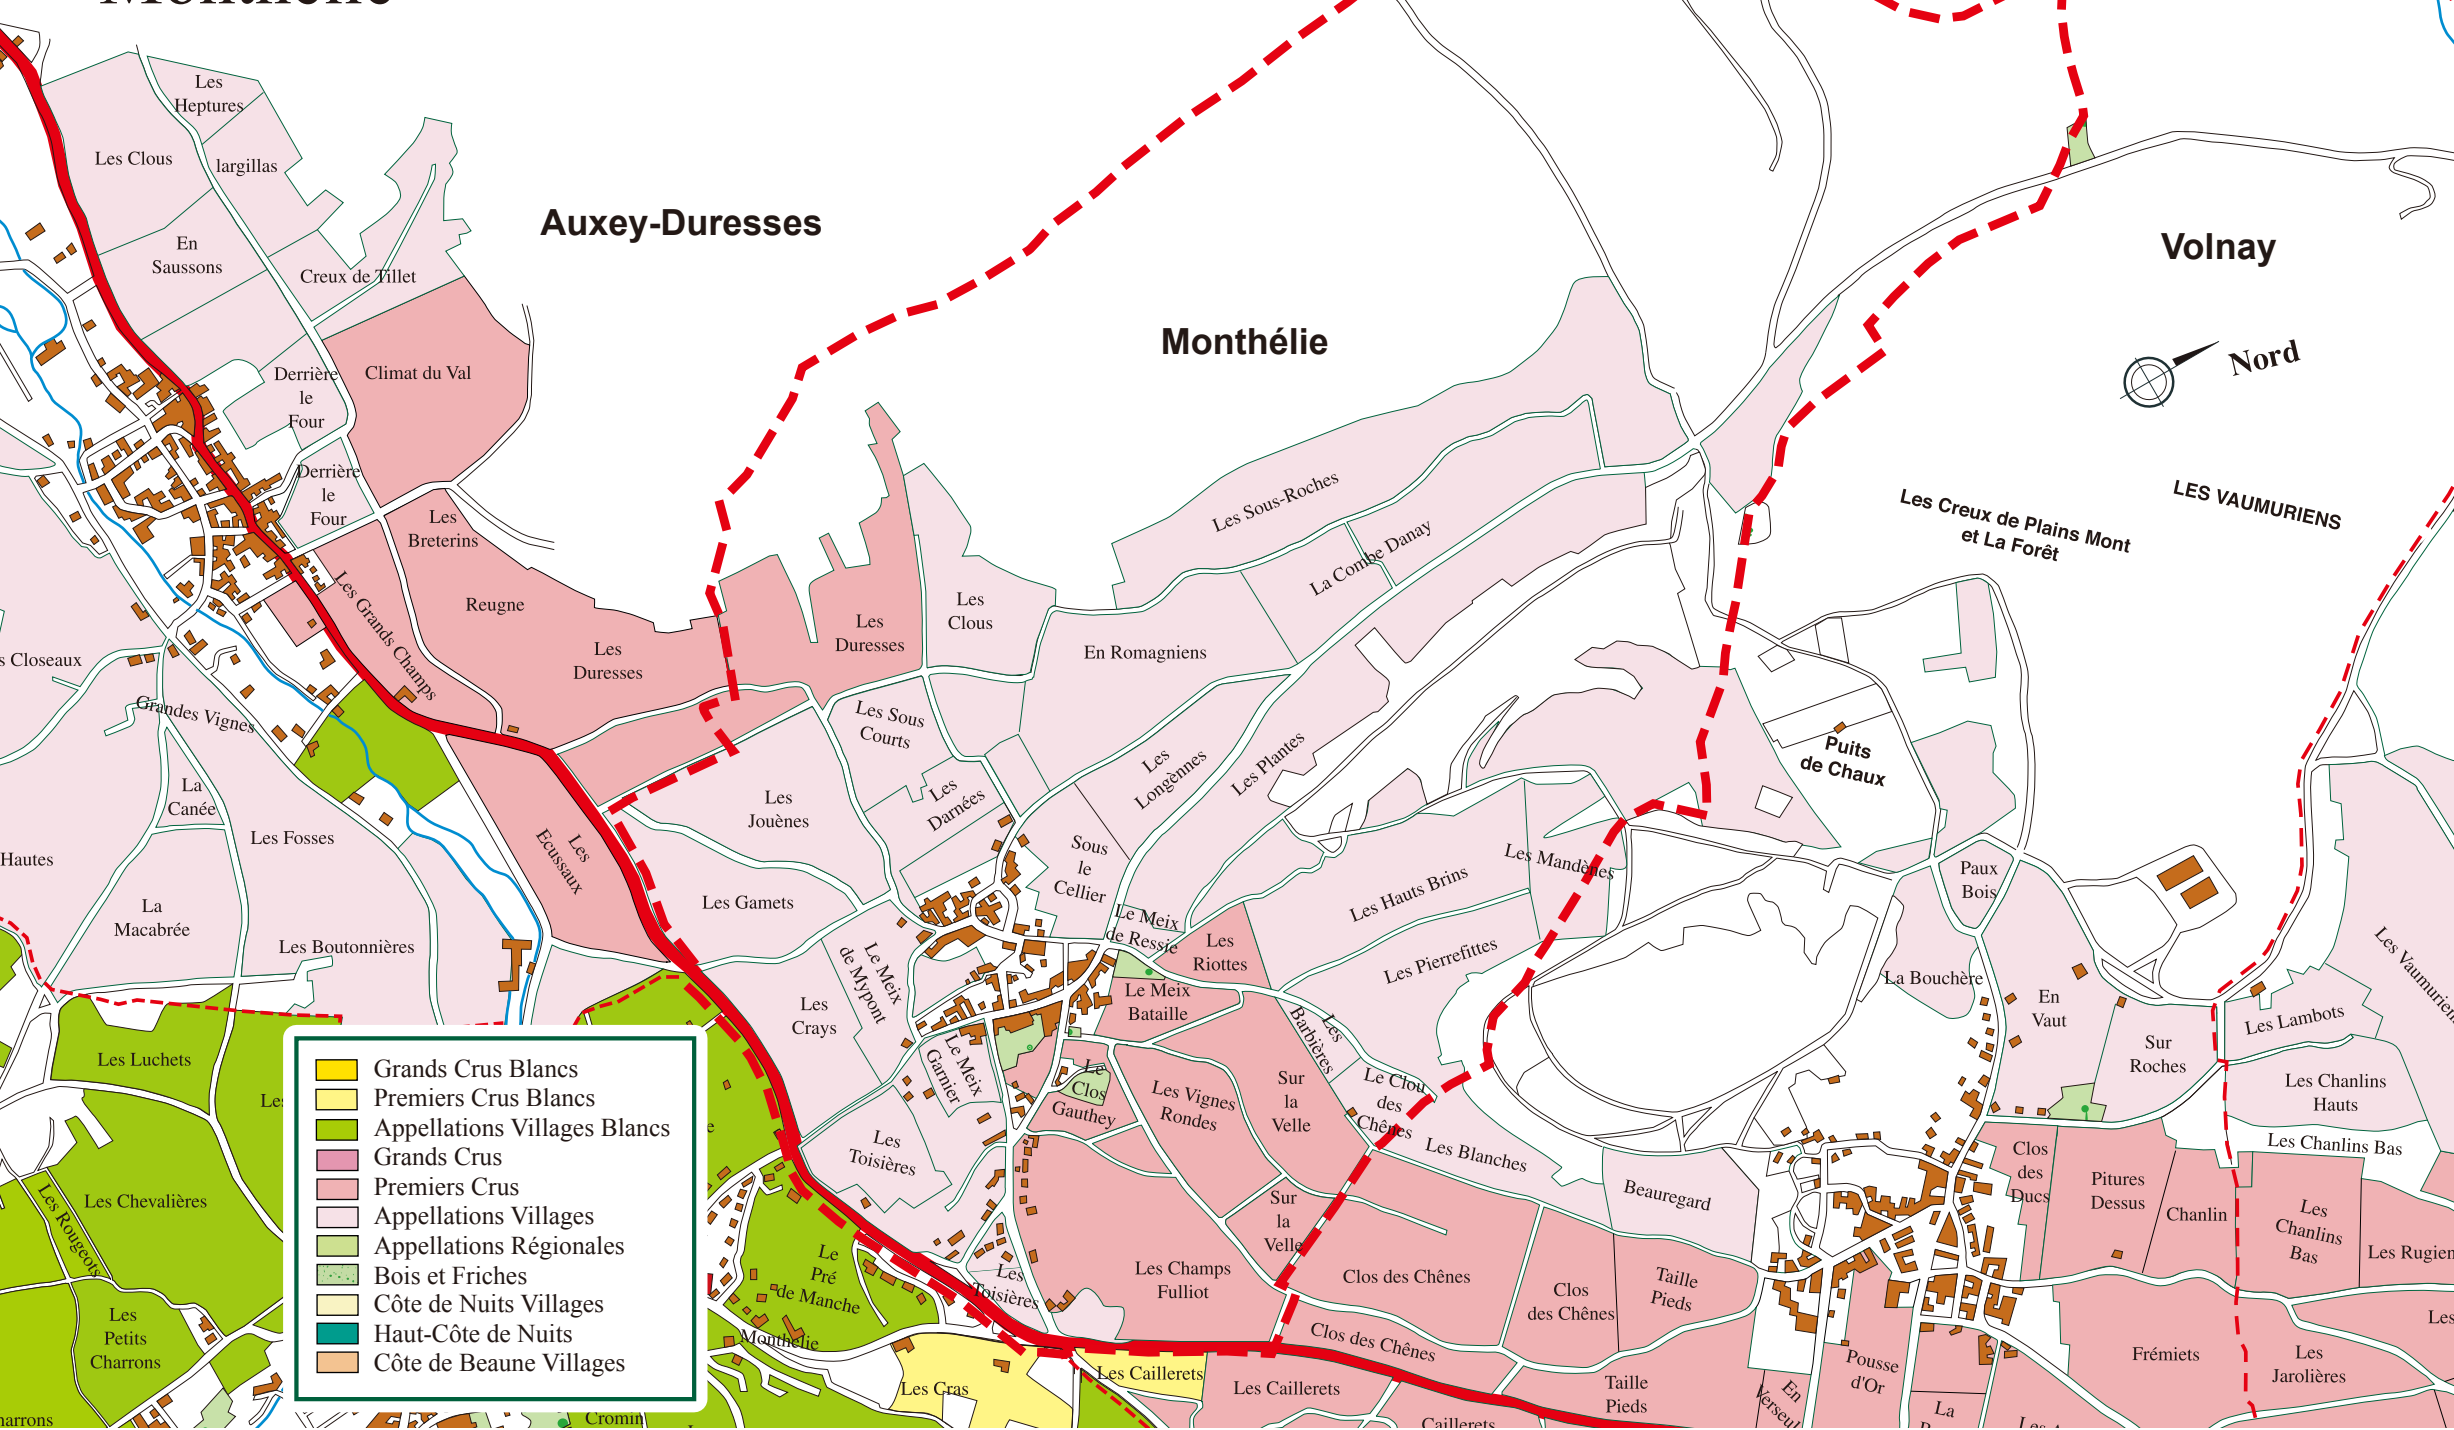 Monthélie
Les
Heptures
Les Clous
largillas
En
Saussons
Creux de Tillet
Auxey-Duresses
Monthélie
Volnay
Nord
Derrière
le
Four
Climat du Val
Derrière
le
Four
Les
Breterins
Les Grands Champs
Reugne
Les
Duresses
Les
Duresses
Les
Clous
Les Sous-Roches
La Combe Danay
En Romagniens
Les Creux de Plains Mont
et La Forêt
LES VAUMURIENS
Puits
de Chaux
s Closeaux
Grandes Vignes
La
Canée
Les Fosses
Hautes
La
Macabrée
Les Boutonnières
Les
Ecussaux
Les
Jouènes
Les Gamets
Les Sous
Courts
Les
Darnées
Les
Longènnes
Les Plantes
Sous
le
Cellier
Le Meix
de Ressie
Les
Riottes
Les Hauts Brins
Les Mandènes
Les Pierrefittes
Paux
Bois
La Bouchère
En
Vaut
Sur
Roches
Les Lambots
Les Vaumurien
Les Chanlins
Hauts
Les Chanlins Bas
Les
Crays
Le Meix
de Mypont
Le Meix
Garnier
Le Meix
Bataille
Les
Barbières
Le
Clos
Gauthey
Les Vignes
Rondes
Sur
la
Velle
Le Clou
des
Chênes
Les Blanches
Beauregard
Les
Toisières
Sur
la
Velle
Les Champs
Fulliot
Les
Toisières
Clos des Chênes
Clos
des Chênes
Taille
Pieds
Clos des Chênes
Clos
des
Ducs
Pitures
Dessus
Chanlin
Les
Chanlins
Bas
Les Rugien
Les
Frémiets
Les
Jarolières
Pousse
d'Or
En
Verseul
La
Taille
Pieds
Les Caillerets
Les Caillerets
Caillerets
Les Cras
Monthelie
Le
Pré
de Manche
Les Luchets
Les
e
Les Chevalières
Les Rougeots
Les
Petits
Charrons
harrons
Cromin
Grands Crus Blancs
Premiers Crus Blancs
Appellations Villages Blancs
Grands Crus
Premiers Crus
Appellations Villages
Appellations Régionales
Bois et Friches
Côte de Nuits Villages
Haut-Côte de Nuits
Côte de Beaune Villages